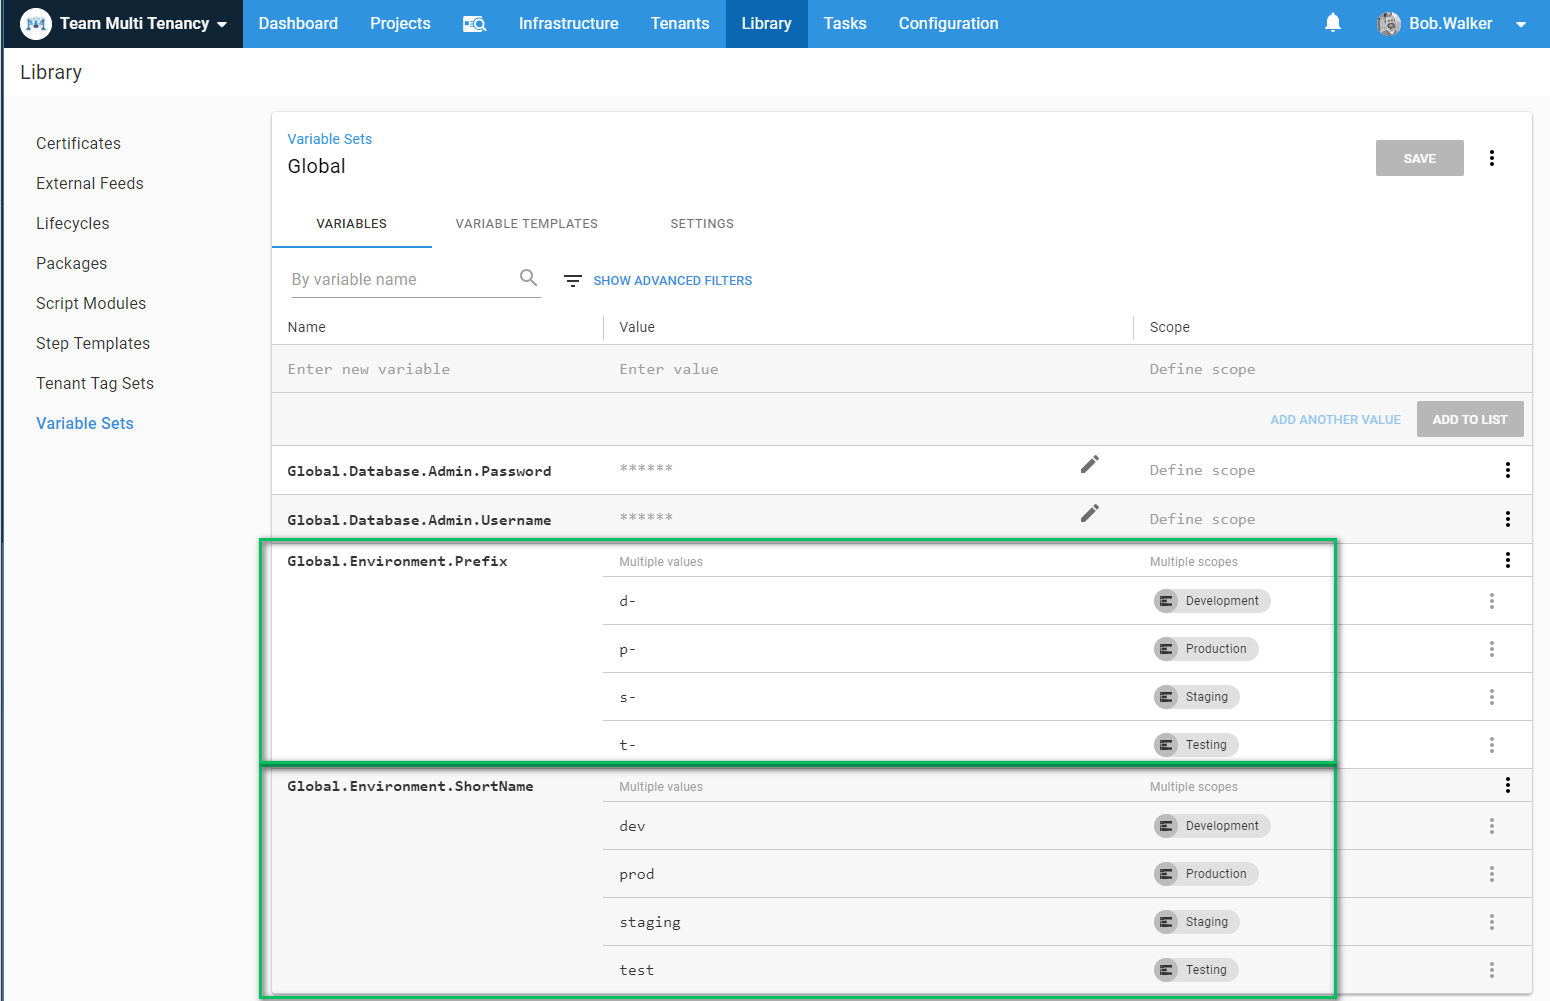 Team Multi Tenancy Dashboard Projects Infrastructure Tenants Library Tasks Configuration Bob.Walker
Library
Certificates
External Feeds
Lifecycles
Packages
Script Modules
Step Templates
Tenant Tag Sets
Variable Sets
Variable Sets
Global
SAVE
VARIABLES VARIABLE TEMPLATES SETTINGS
By variable name SHOW ADVANCED FILTERS
Name Value Scope
Enter new variable Enter value Define scope
ADD ANOTHER VALUE ADD TO LIST
Global.Database.Admin.Password ****** Define scope
Global.Database.Admin.Username ****** Define scope
Global.Environment.Prefix Multiple values Multiple scopes
d- Development
p- Production
s- Staging
t- Testing
Global.Environment.ShortName Multiple values Multiple scopes
dev Development
prod Production
staging Staging
test Testing